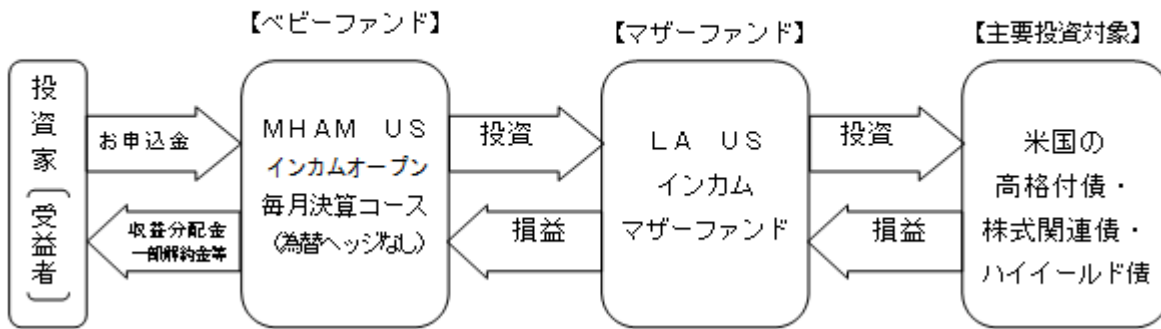 【ベビーファンド】
【マザーファンド】
【主要投資対象】
投資家〔受益者〕
お申込金
収益分配金
一部解約金等
ＭＨＡＭ　ＵＳ
インカムオープン
毎月決算コース
（為替ヘッジなし）
投資
損益
ＬＡ　ＵＳ
インカム
マザーファンド
投資
損益
米国の
高格付債・
株式関連債・
ハイイールド債